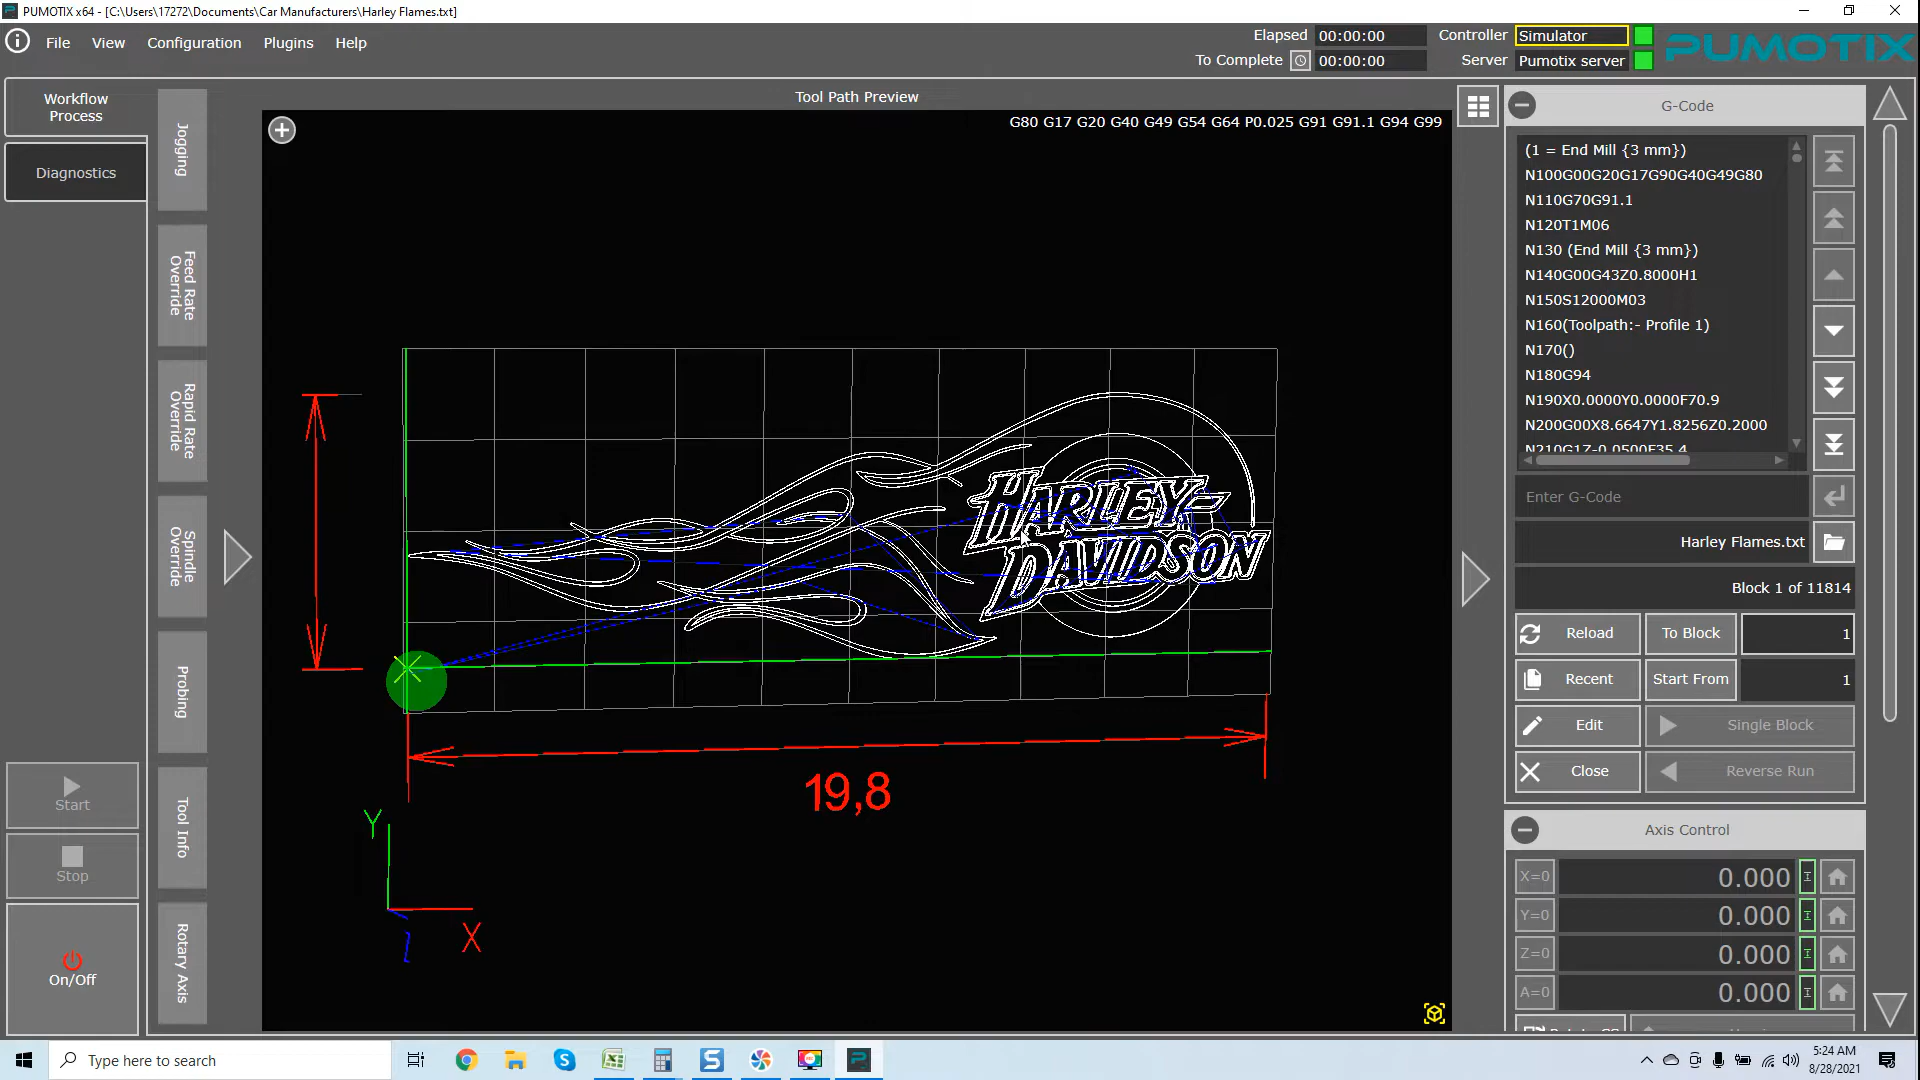 PUMOTIX x64 - [C:\Users\17272\Documents\Car Manufacturers\Harley Flames.txt]
File View Configuration Plugins Help
Elapsed 00:00:00 Controller Simulator
To Complete 00:00:00 Server Pumotix server
PUMOTIX
Workflow
Process
Diagnostics
Start
Stop
On/Off
Jogging
Feed Rate
Override
Rapid Rate
Override
Spindle
Override
Probing
Tool Info
Rotary Axis
Tool Path Preview
G80 G17 G20 G40 G49 G54 G64 P0.025 G91 G91.1 G94 G99
HARLEY-
DAVIDSON
19,8
Y
X
G-Code
(1 = End Mill {3 mm})
N100G00G20G17G90G40G49G80
N110G70G91.1
N120T1M06
N130 (End Mill {3 mm})
N140G00G43Z0.8000H1
N150S12000M03
N160(Toolpath:- Profile 1)
N170()
N180G94
N190X0.0000Y0.0000F70.9
N200G00X8.6647Y1.8256Z0.2000
N210G1Z-0.0500F35.4
Enter G-Code
Harley Flames.txt
Block 1 of 11814
Reload To Block 1
Recent Start From 1
Edit Single Block
Close Reverse Run
Axis Control
X=0 0.000
Y=0 0.000
Z=0 0.000
A=0 0.000
Type here to search
5:24 AM
8/28/2021